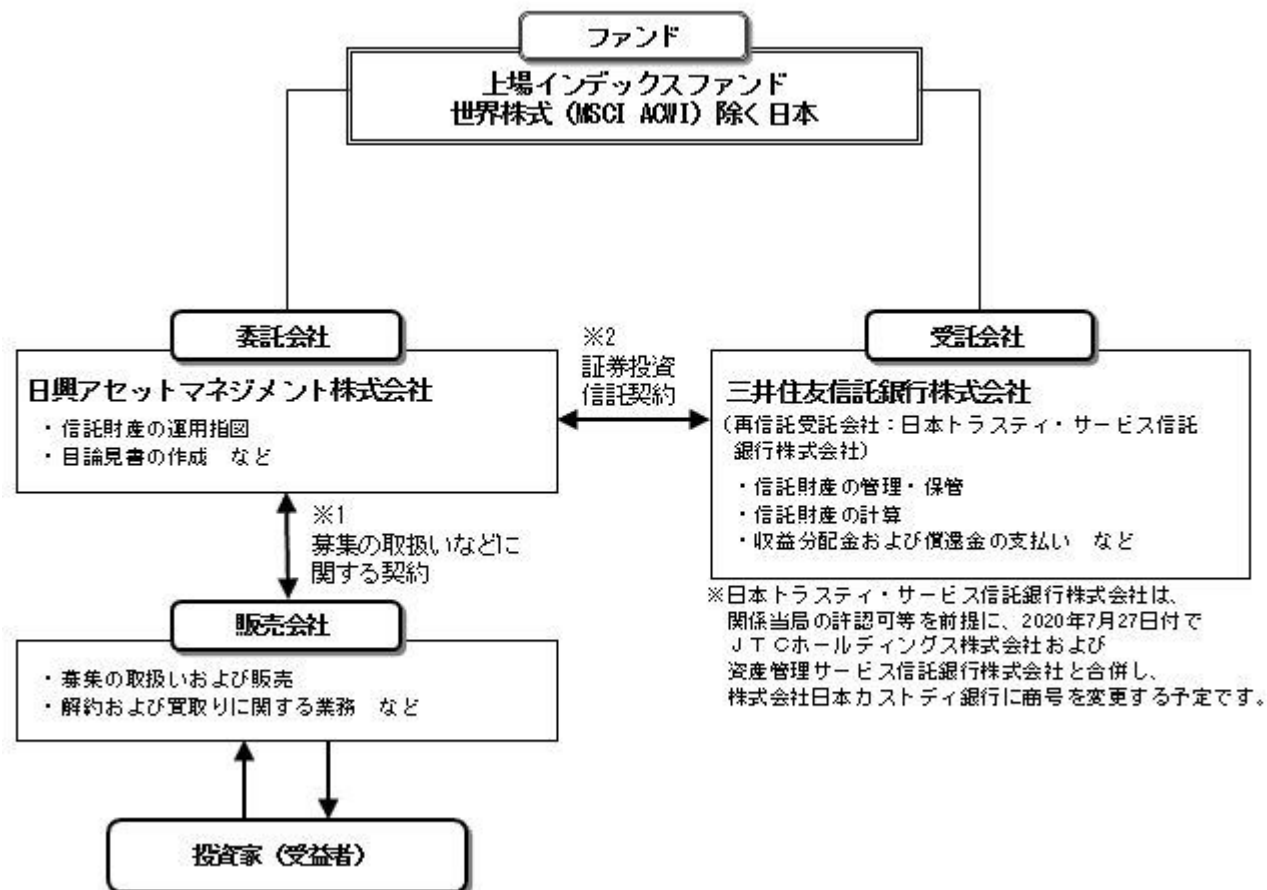 ファンド
上場インデックスファンド
世界株式（MSCI ACWI）除く日本
委託会社
日興アセットマネジメント株式会社
・信託財産の運用指図
・目論見書の作成　など
※2
証券投資
信託契約
受託会社
三井住友信託銀行株式会社
（再信託受託会社：日本トラスティ・サービス信託
銀行株式会社）
・信託財産の管理・保管
・信託財産の計算
・収益分配金および償還金の支払い　など
※日本トラスティ・サービス信託銀行株式会社は、
関係当局の許認可等を前提に、2020年7月27日付で
ＪＴＣホールディングス株式会社および
資産管理サービス信託銀行株式会社と合併し、
株式会社日本カストディ銀行に商号を変更する予定です。
※1
募集の取扱いなどに
関する契約
販売会社
・募集の取扱いおよび販売
・解約および買取りに関する業務　など
投資家（受益者）